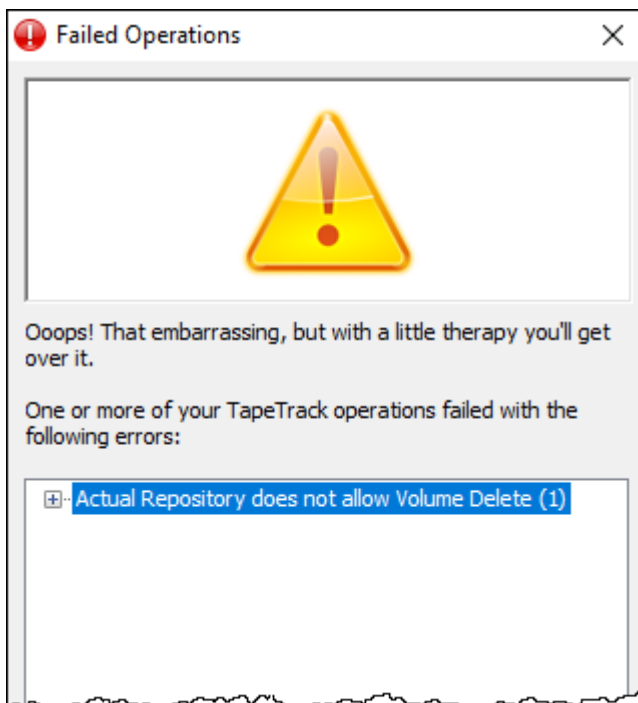 Failed Operations
Ooops! That embarrassing, but with a little therapy you'll get
over it.
One or more of your TapeTrack operations failed with the
following errors:
Actual Repository does not allow Volume Delete (1)